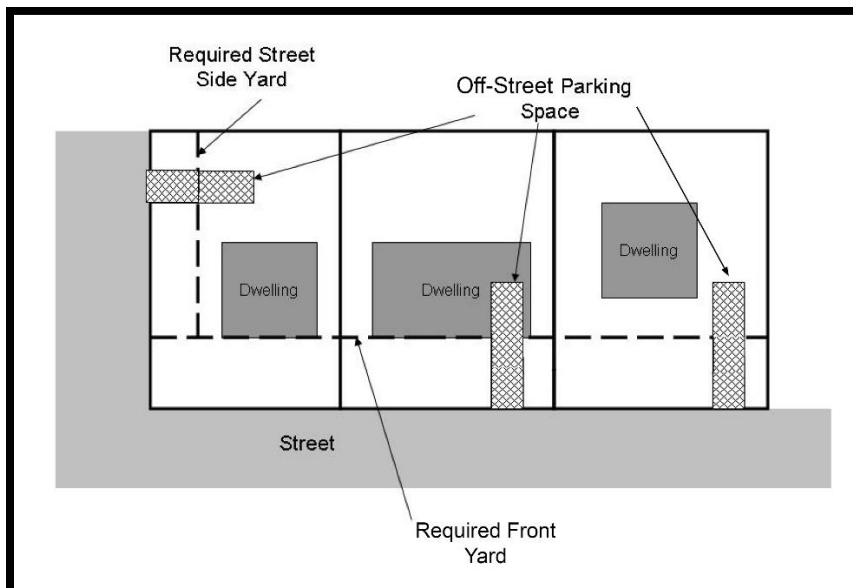 Required Street
Side Yard
Off-Street Parking
Space
Dwelling
Dwelling
Dwelling
Street
Required Front
Yard